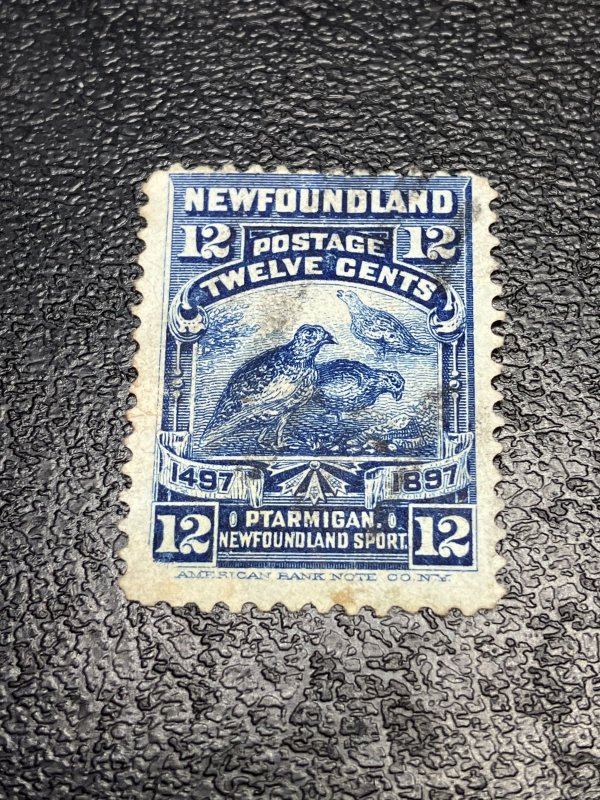 NEWFOUNDLAND
12 POSTAGE 12
TWELVE CENTS
1497 1897
12 PTARMIGAN. 12
NEWFOUNDLAND SPORT.
AMERICAN BANK NOTE CO. N.Y.